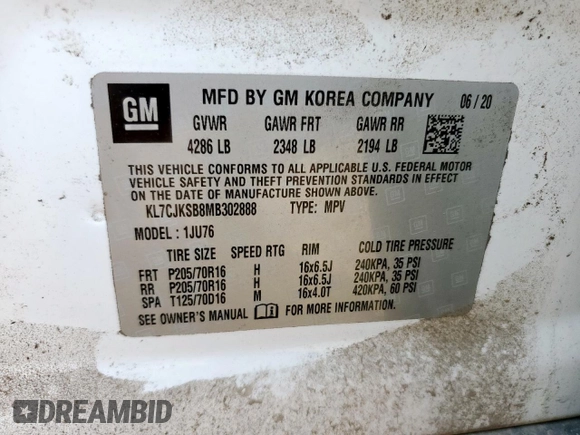 GM
MFD BY GM KOREA COMPANY 06/20
GVWR GAWR FRT GAWR RR
4286 LB 2348 LB 2194 LB
THIS VEHICLE CONFORMS TO ALL APPLICABLE U.S. FEDERAL MOTOR
VEHICLE SAFETY AND THEFT PREVENTION STANDARDS IN EFFECT
ON THE DATE OF MANUFACTURE SHOWN ABOVE.
KL7CJKSB8MB302888 TYPE: MPV
MODEL : 1JU76
TIRE SIZE SPEED RTG RIM COLD TIRE PRESSURE
FRT P205/70R16 H 16x6.5J 240KPA, 35 PSI
RR P205/70R16 H 16x6.5J 240KPA, 35 PSI
SPA T125/70D16 M 16x4.0T 420KPA, 60 PSI
SEE OWNER'S MANUAL FOR MORE INFORMATION.
DREAMBID